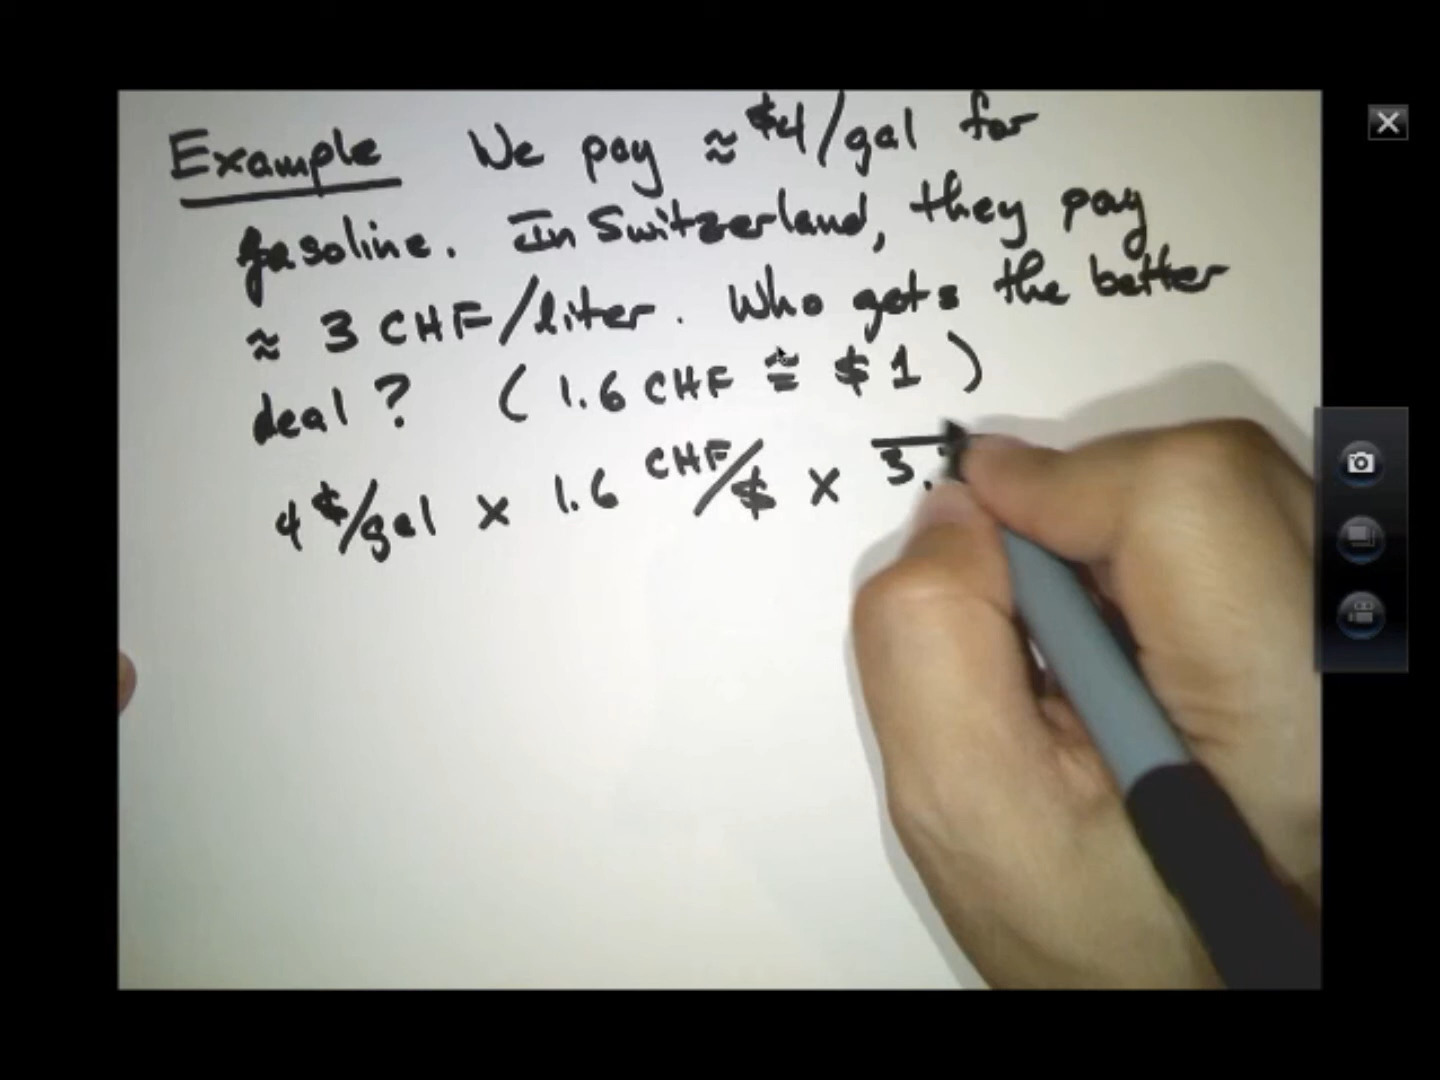 Example We pay ≈ $4/gal for
gasoline. In Switzerland, they pay
≈ 3 CHF/liter. Who gets the better
deal? (1.6 CHF ≅ $1)
4 $/gal × 1.6 CHF/$ × 3.